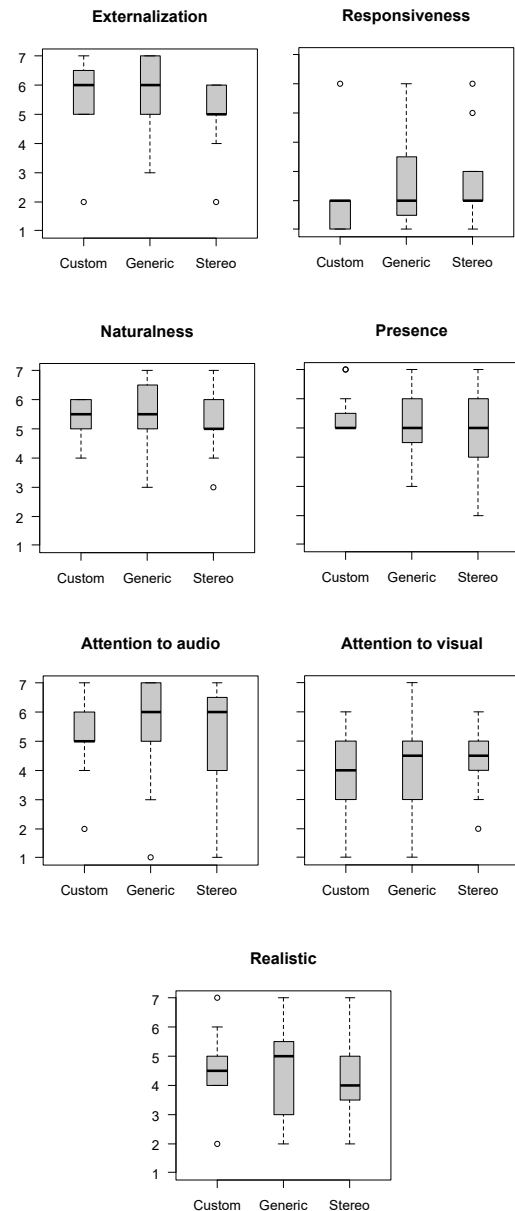 Externalization
Responsiveness
7
6
5
4
3
2
1
Custom Generic Stereo
Custom Generic Stereo
Naturalness
Presence
7
6
5
4
3
2
1
Custom Generic Stereo
Custom Generic Stereo
Attention to audio
Attention to visual
7
6
5
4
3
2
1
Custom Generic Stereo
Custom Generic Stereo
Realistic
7
6
5
4
3
2
1
Custom Generic Stereo